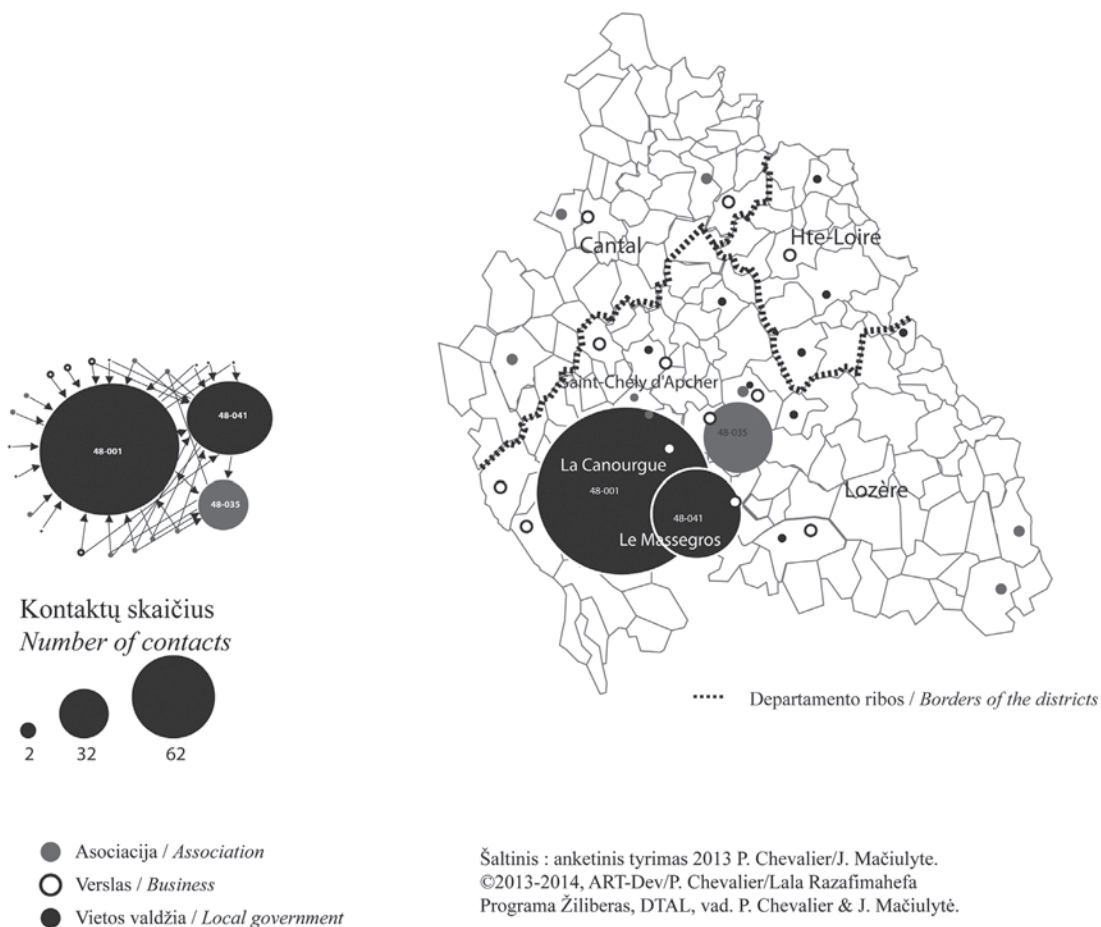 Cantal
Hte-Loire
Saint-Chély d'Apcher
48-035
La Canourgue
48-001
48-041
Le Massegros
Lozère
48-041
48-001
48-035
Kontaktų skaičius
Number of contacts
2 32 62
Departamento ribos / Borders of the districts
Asociacija / Association
Verslas / Business
Vietos valdžia / Local government
Šaltinis : anketinis tyrimas 2013 P. Chevalier/J. Mačiulyte.
©2013-2014, ART-Dev/P. Chevalier/Lala Razafimahefa
Programa Žiliberas, DTAL, vad. P. Chevalier & J. Mačiulytė.